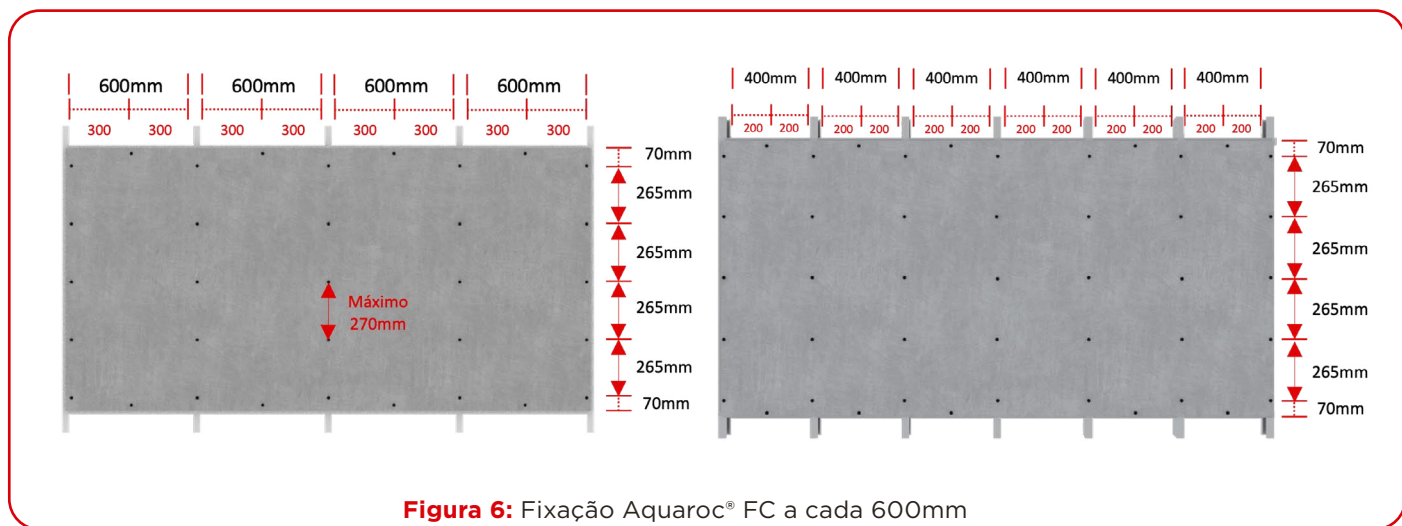 600mm 600mm 600mm 600mm
300 300 300 300 300 300 300 300
70mm
265mm
265mm
Máximo
270mm
265mm
265mm
70mm
400mm 400mm 400mm 400mm 400mm 400mm
200 200 200 200 200 200 200 200 200 200 200 200
70mm
265mm
265mm
265mm
265mm
70mm
Figura 6: Fixação Aquaroc® FC a cada 600mm